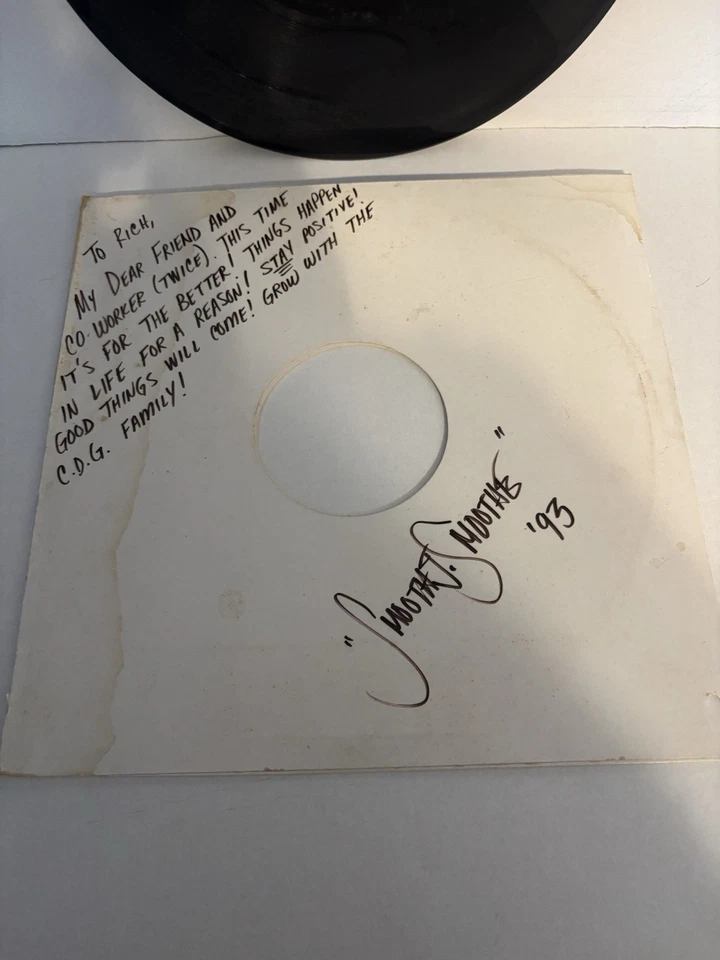 TO RICH,
MY DEAR FRIEND AND
CO-WORKER (TWICE). THIS TIME
IT'S FOR THE BETTER! THINGS HAPPEN
IN LIFE FOR A REASON! STAY POSITIVE!
GOOD THINGS WILL COME! GROW WITH THE
C.D.G. FAMILY!
"SMOOTH J. SMOOTHE"
'93